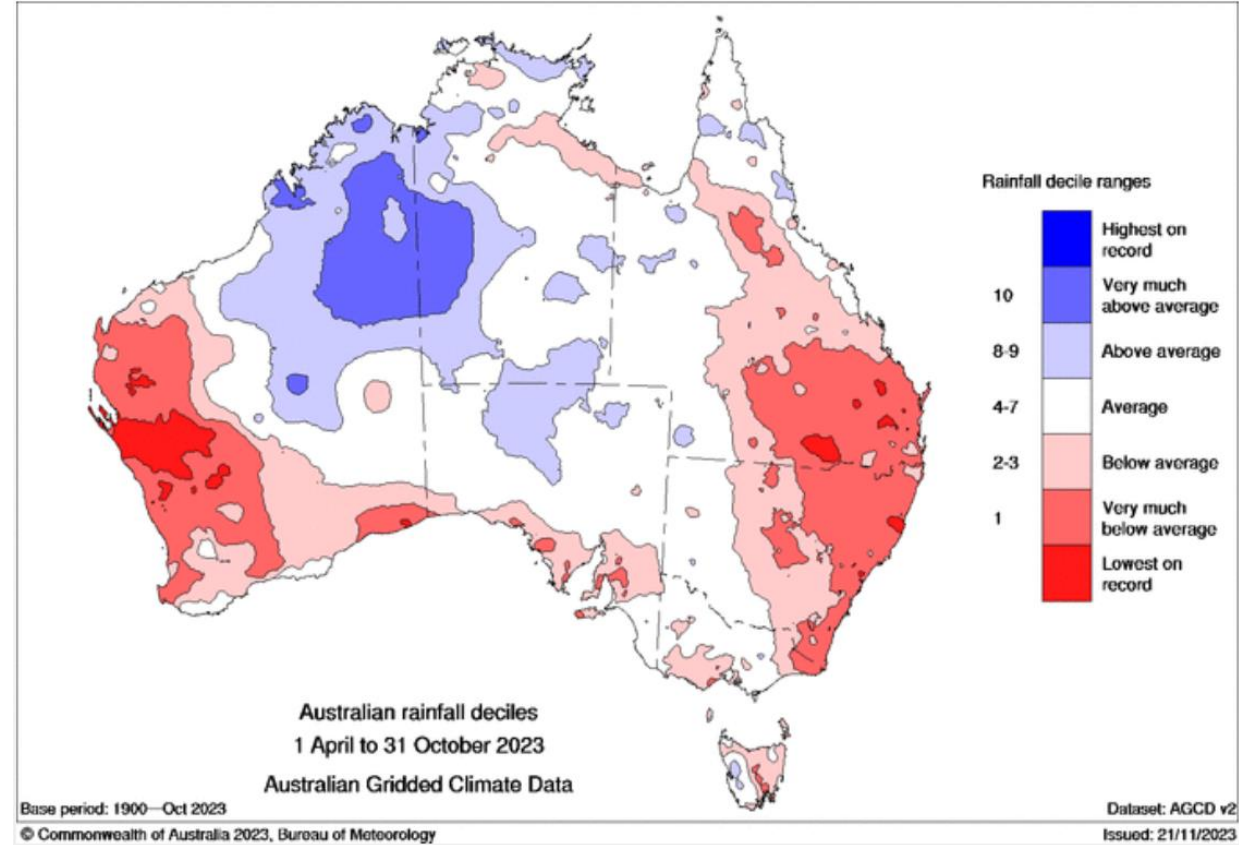 Rainfall decile ranges
Highest on
record
10
Very much
above average
8-9
Above average
4-7
Average
2-3
Below average
1
Very much
below average
Lowest on
record
Australian rainfall deciles
1 April to 31 October 2023
Australian Gridded Climate Data
Base period: 1900—Oct 2023
Dataset: AGCD v2
© Commonwealth of Australia 2023, Bureau of Meteorology
Issued: 21/11/2023